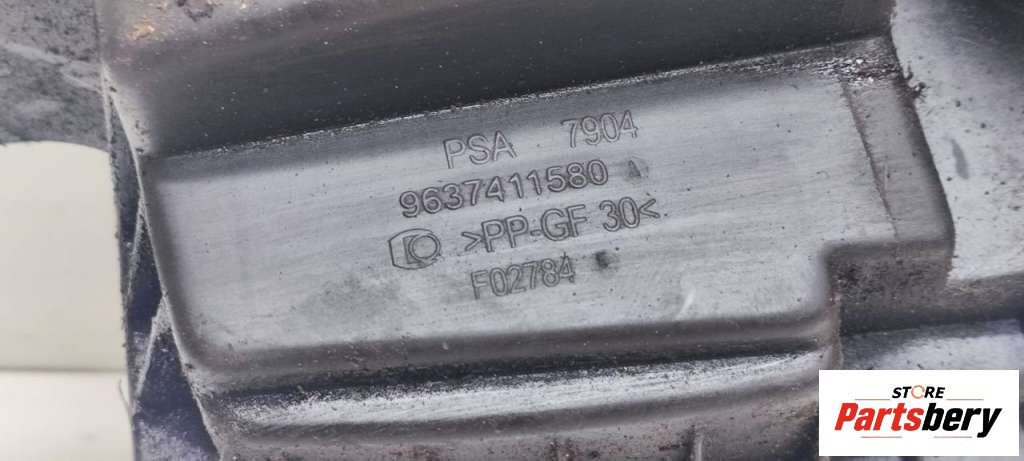 PSA 7904
9637411580 A
>PP-GF 30<
F02784
STORE
Partsbery